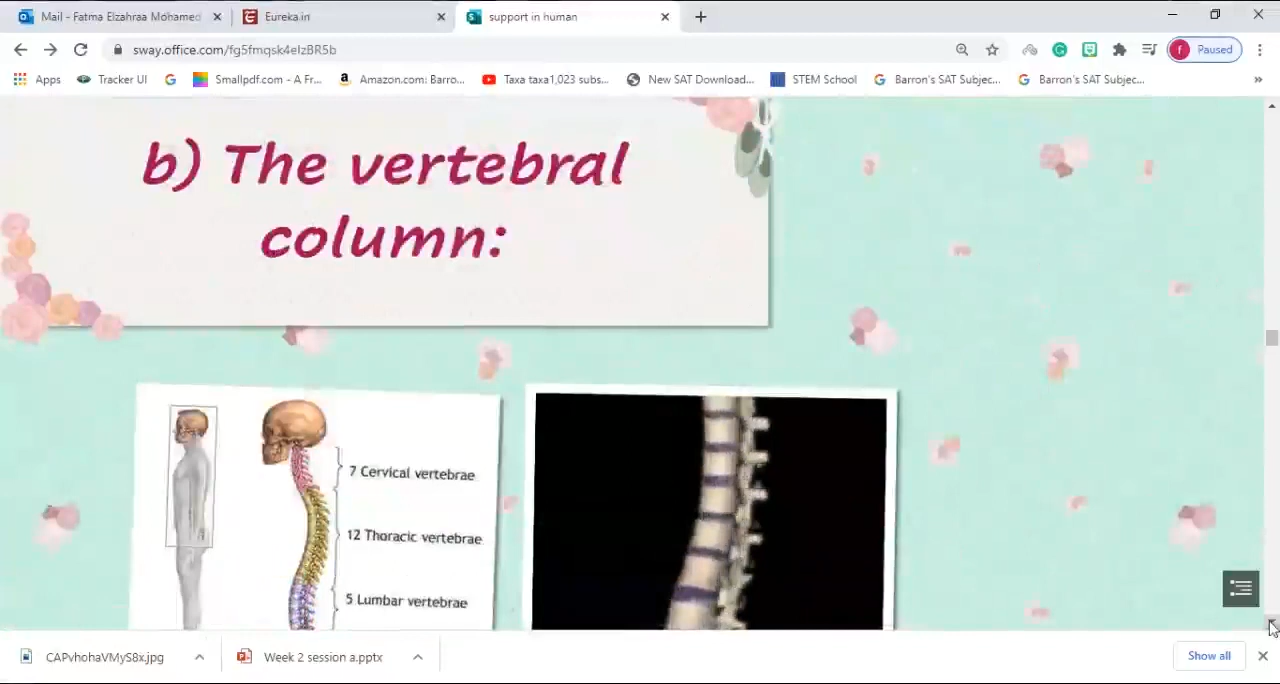 Mail - Fatma Elzahraa Mohamed
Eureka.in
support in human
sway.office.com/fg5fmqsk4elzBR5b
Paused
Apps
Tracker UI
Smallpdf.com - A Fr...
Amazon.com: Barro...
Taxa taxa1,023 subs...
New SAT Download...
STEM School
Barron's SAT Subjec...
Barron's SAT Subjec...
b) The vertebral
column:
7 Cervical vertebrae
12 Thoracic vertebrae
5 Lumbar vertebrae
CAPvhohaVMyS8x.jpg
Week 2 session a.pptx
Show all